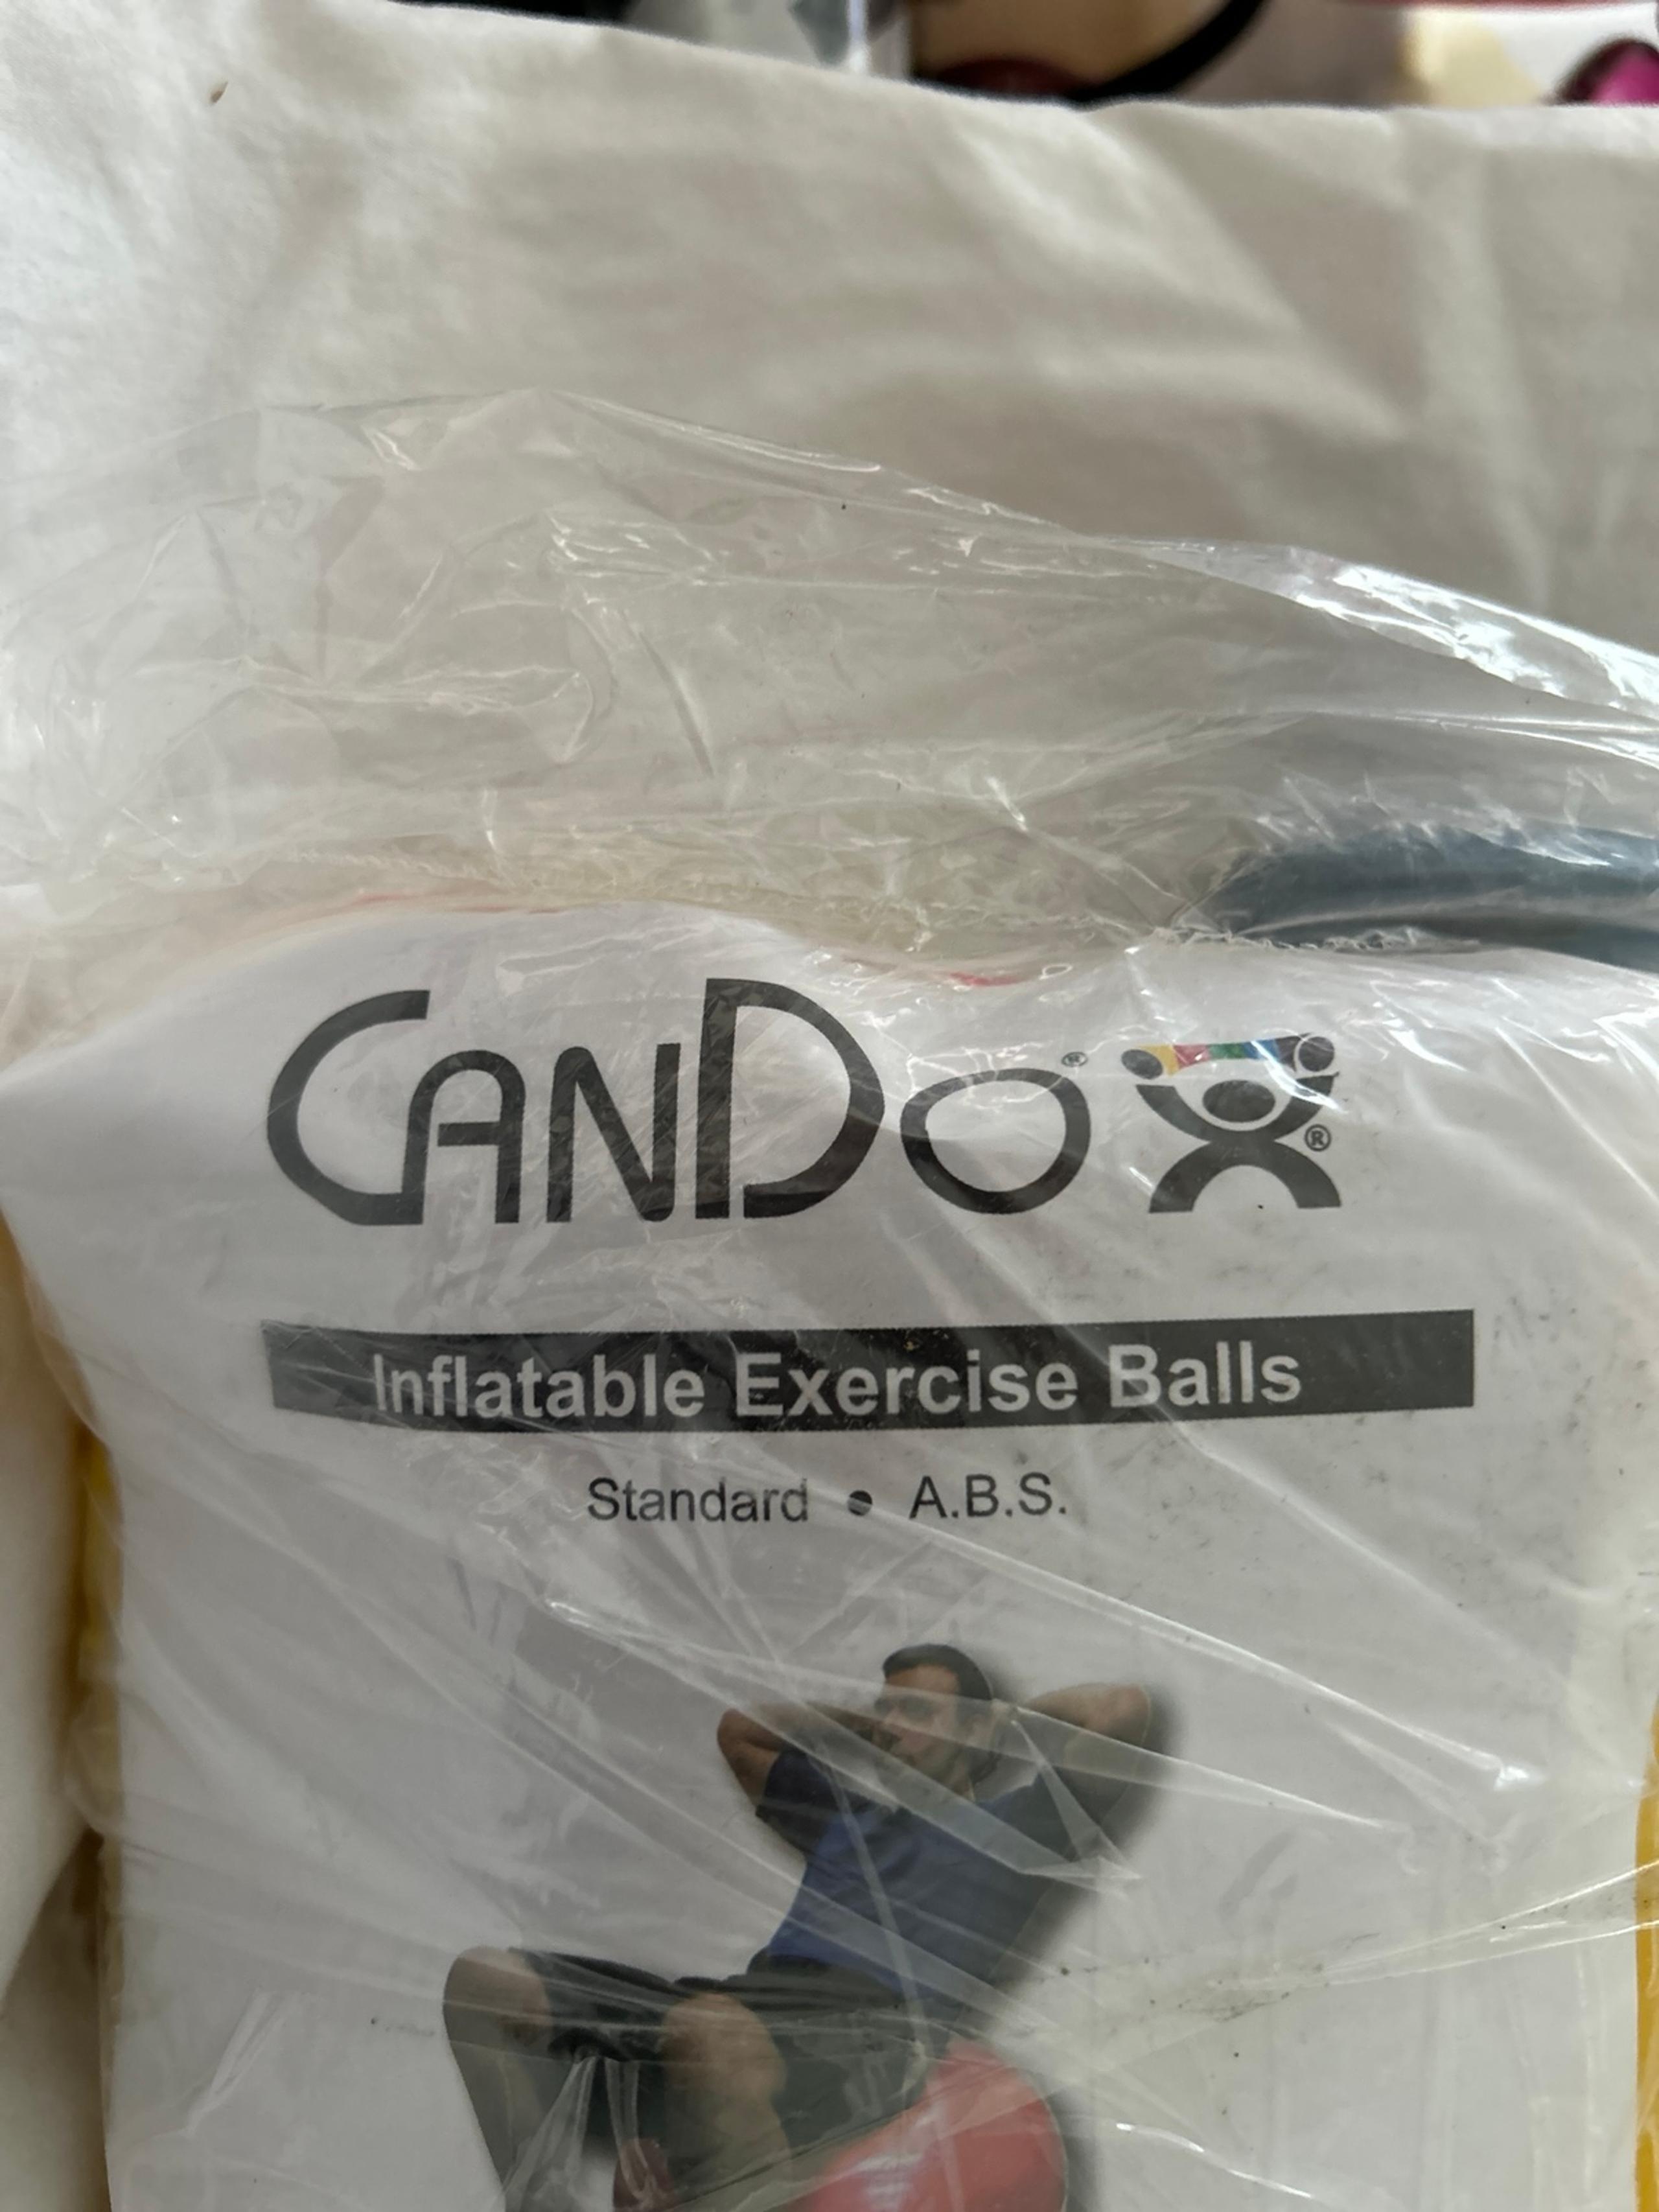 CANDO®
®
Inflatable Exercise Balls
Standard • A.B.S.